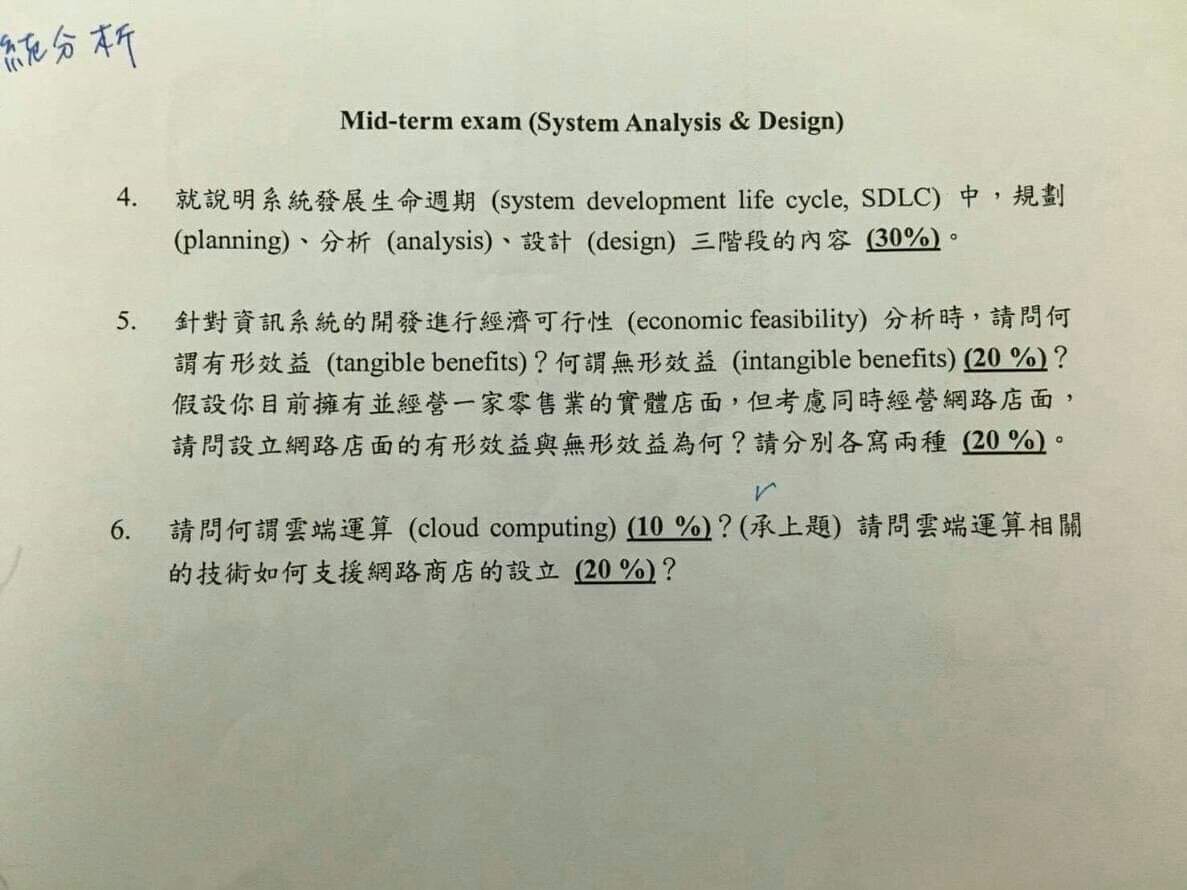 統分析
Mid-term exam (System Analysis & Design)
4. 就說明系統發展生命週期 (system development life cycle, SDLC) 中，規劃
(planning)、分析 (analysis)、設計 (design) 三階段的內容 (30%)。
5. 針對資訊系統的開發進行經濟可行性 (economic feasibility) 分析時，請問何
謂有形效益 (tangible benefits)？何謂無形效益 (intangible benefits) (20 %)？
假設你目前擁有並經營一家零售業的實體店面，但考慮同時經營網路店面，
請問設立網路店面的有形效益與無形效益為何？請分別各寫兩種 (20 %)。
6. 請問何謂雲端運算 (cloud computing) (10 %)？(承上題) 請問雲端運算相關
的技術如何支援網路商店的設立 (20 %)？